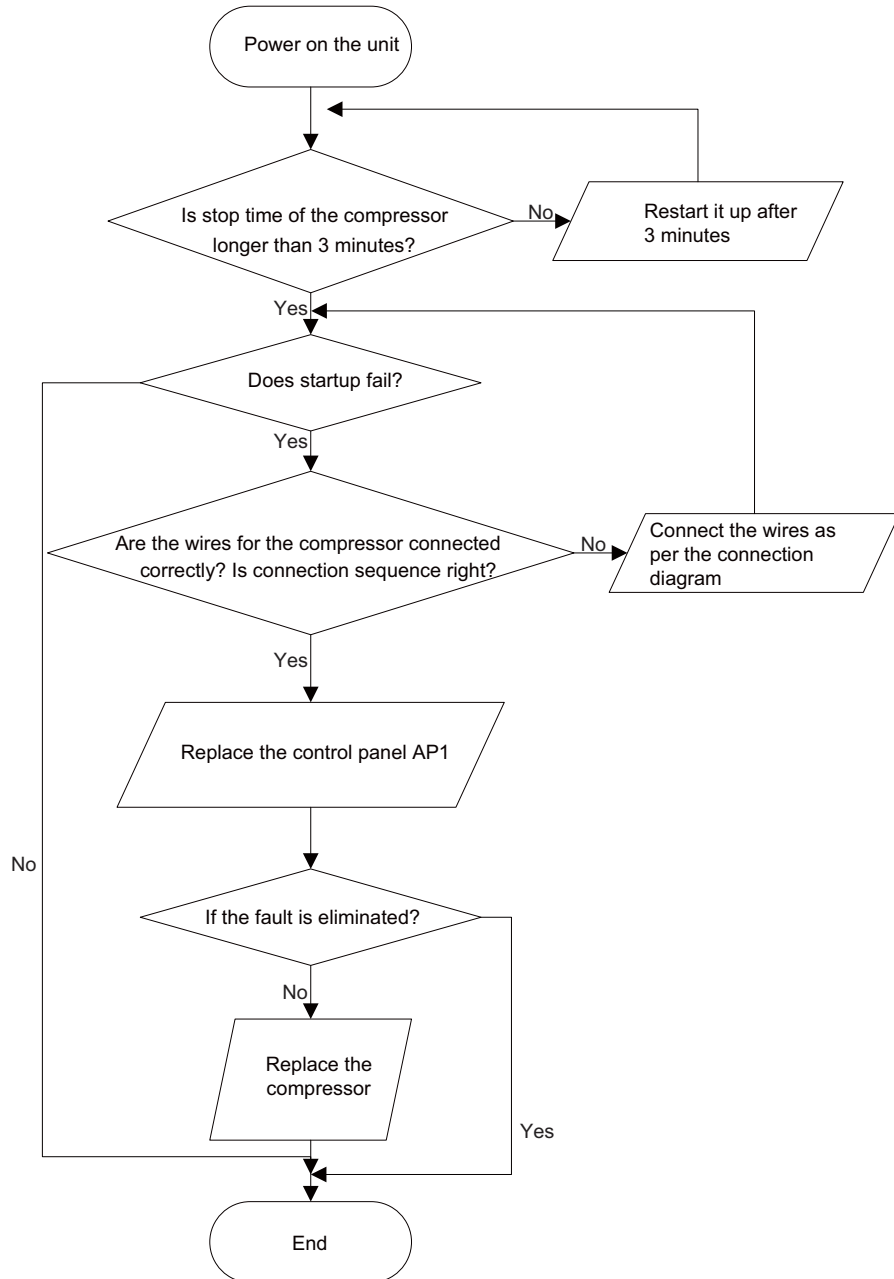 Power on the unit
Is stop time of the compressor
longer than 3 minutes?
No
Restart it up after
3 minutes
Yes
Does startup fail?
Yes
Are the wires for the compressor connected
correctly? Is connection sequence right?
No
Connect the wires as
per the connection
diagram
Yes
Replace the control panel AP1
No
If the fault is eliminated?
No
Replace the
compressor
Yes
End